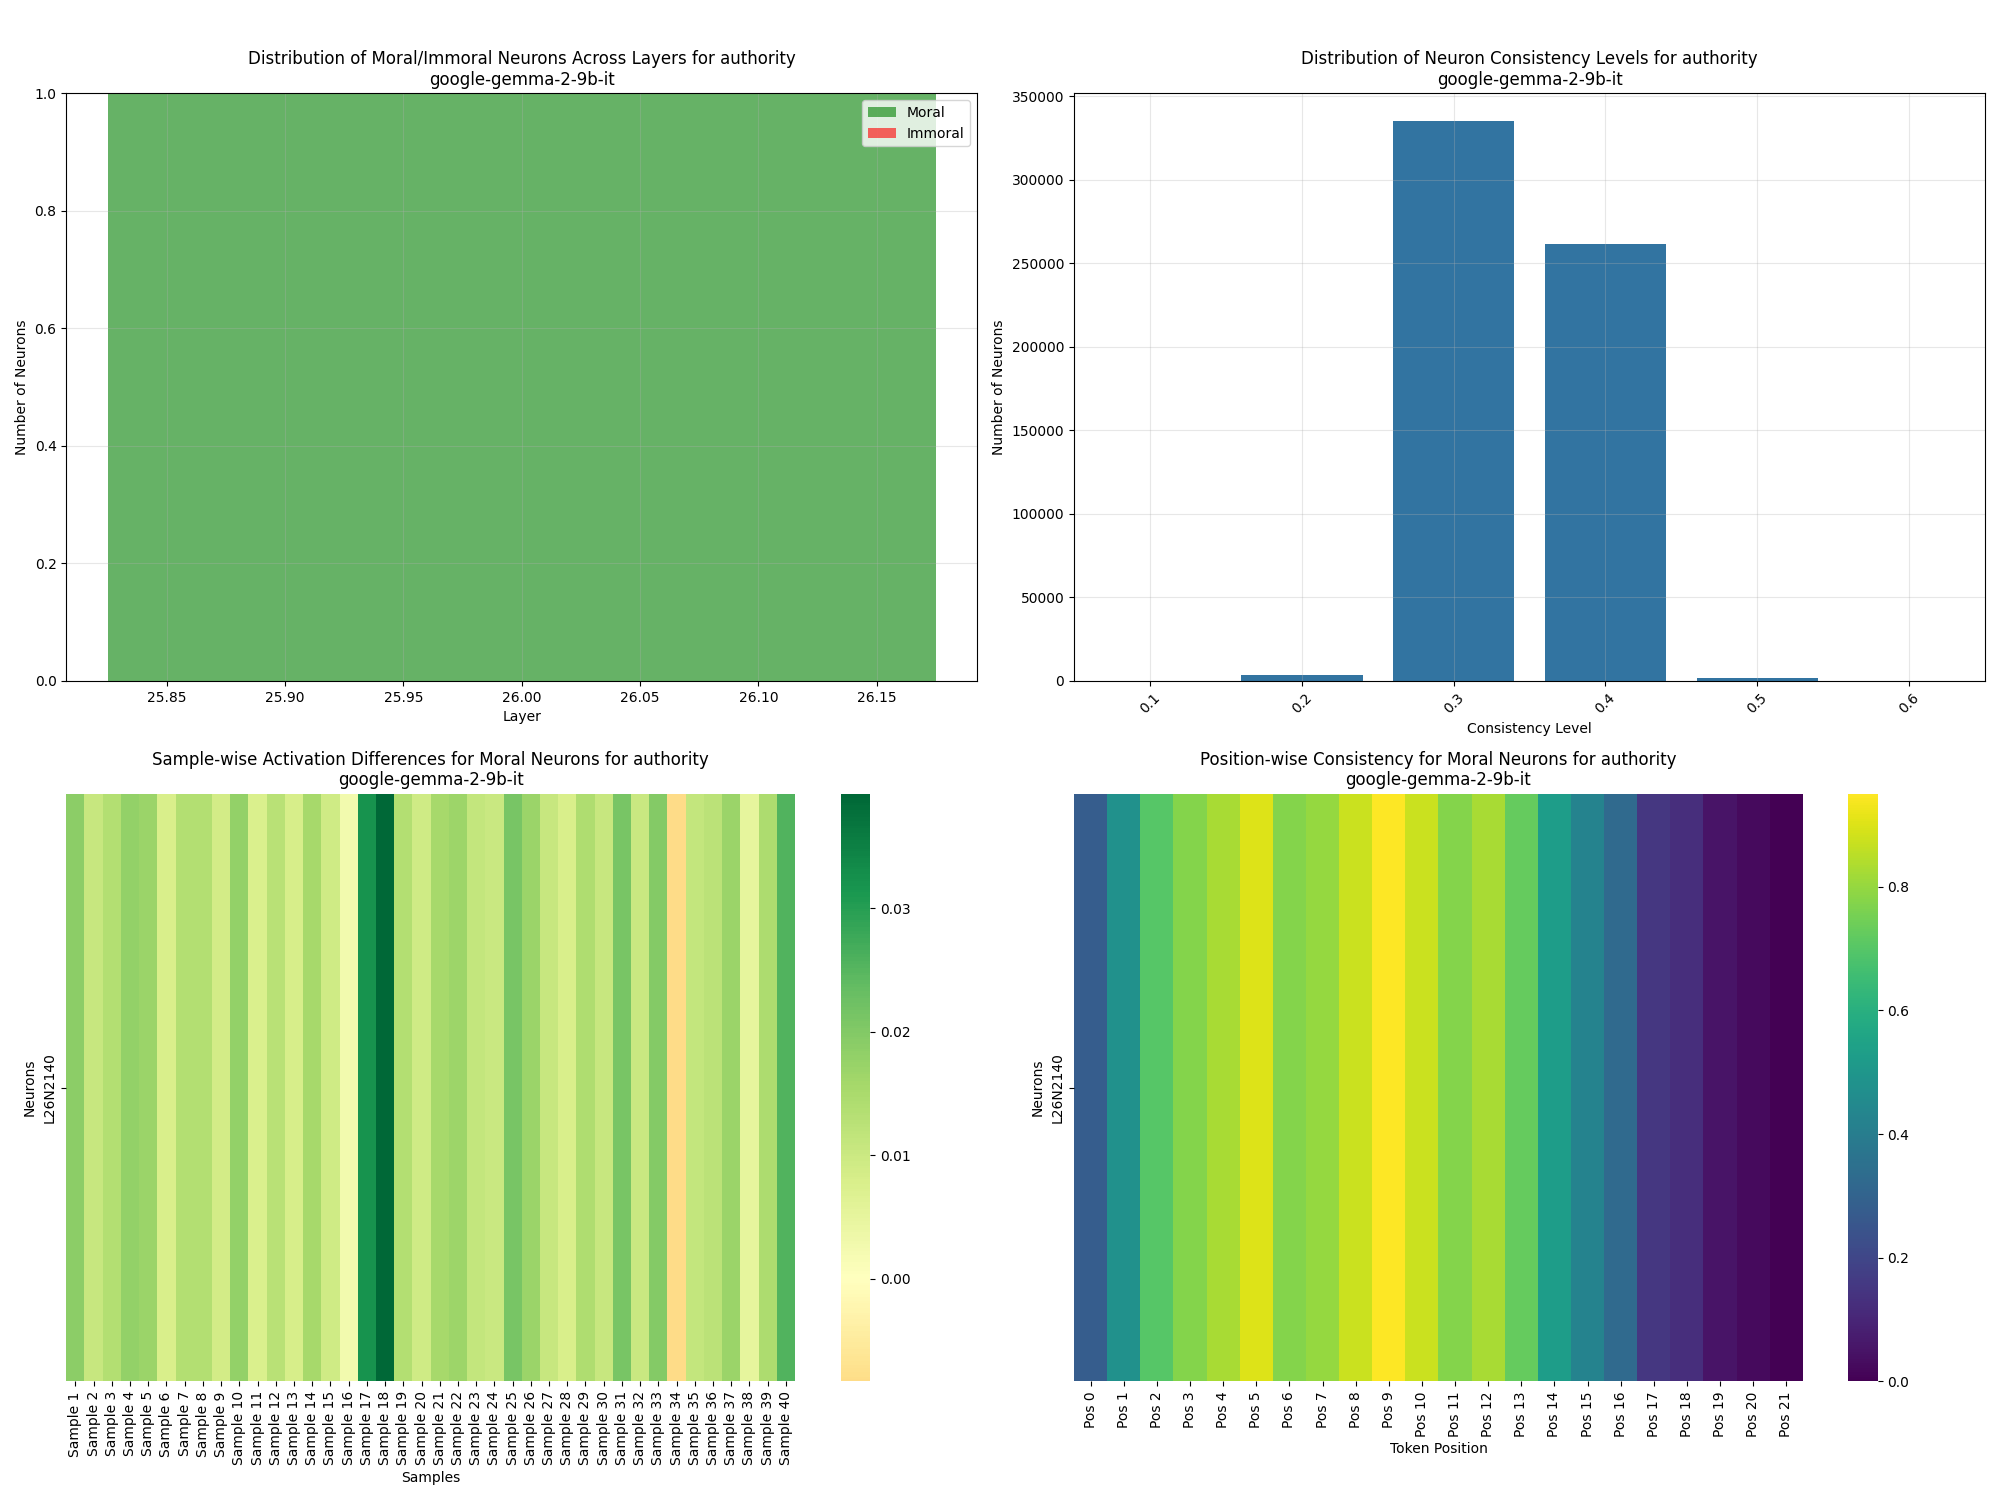 Distribution of Moral/Immoral Neurons Across Layers for authority
google-gemma-2-9b-it
Number of Neurons
1.0
0.8
0.6
0.4
0.2
0.0
Moral
Immoral
25.85 25.90 25.95 26.00 26.05 26.10 26.15
Layer
Distribution of Neuron Consistency Levels for authority
google-gemma-2-9b-it
Number of Neurons
350000
300000
250000
200000
150000
100000
50000
0
0.1 0.2 0.3 0.4 0.5 0.6
Consistency Level
Sample-wise Activation Differences for Moral Neurons for authority
google-gemma-2-9b-it
Neurons
L26N2140
Sample 1
Sample 2
Sample 3
Sample 4
Sample 5
Sample 6
Sample 7
Sample 8
Sample 9
Sample 10
Sample 11
Sample 12
Sample 13
Sample 14
Sample 15
Sample 16
Sample 17
Sample 18
Sample 19
Sample 20
Sample 21
Sample 22
Sample 23
Sample 24
Sample 25
Sample 26
Sample 27
Sample 28
Sample 29
Sample 30
Sample 31
Sample 32
Sample 33
Sample 34
Sample 35
Sample 36
Sample 37
Sample 38
Sample 39
Sample 40
Samples
0.03
0.02
0.01
0.00
Position-wise Consistency for Moral Neurons for authority
google-gemma-2-9b-it
Neurons
L26N2140
Pos 0
Pos 1
Pos 2
Pos 3
Pos 4
Pos 5
Pos 6
Pos 7
Pos 8
Pos 9
Pos 10
Pos 11
Pos 12
Pos 13
Pos 14
Pos 15
Pos 16
Pos 17
Pos 18
Pos 19
Pos 20
Pos 21
Token Position
0.8
0.6
0.4
0.2
0.0